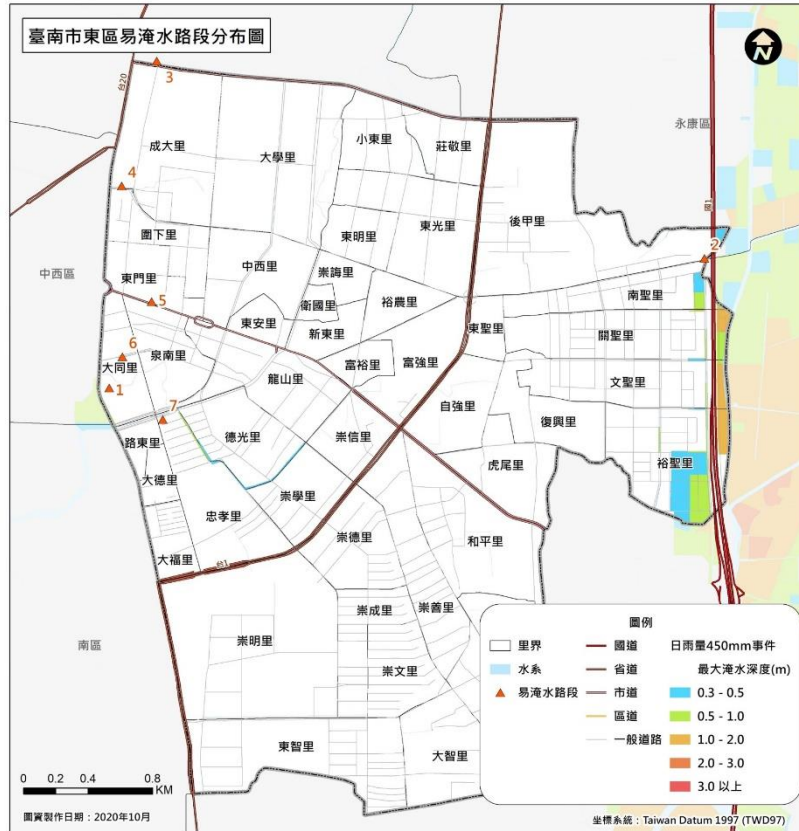 臺南市東區易淹水路段分布圖
N
3
台20
永康區
小東里
莊敬里
成大里
大學里
4
國1
後甲里
東光里
圍下里
東明里
2
中西區
中西里
崇誨里
東門里
南聖里
衛國里
裕農里
5
東安里
新東里
東聖里
關聖里
6
泉南里
大同里
富裕里
富強里
龍山里
文聖里
1
自強里
7
德光里
復興里
路東里
崇信里
裕聖里
虎尾里
大德里
崇學里
忠孝里
崇德里
和平里
大福里
台1
崇成里
崇善里
南區
崇明里
崇文里
東智里
大智里
圖例
里界
國道
日雨量450mm事件
水系
省道
最大淹水深度(m)
易淹水路段
市道
0.3 - 0.5
區道
0.5 - 1.0
一般道路
1.0 - 2.0
2.0 - 3.0
3.0 以上
0 0.2 0.4 0.8
KM
圖資製作日期：2020年10月
坐標系統：Taiwan Datum 1997 (TWD97)